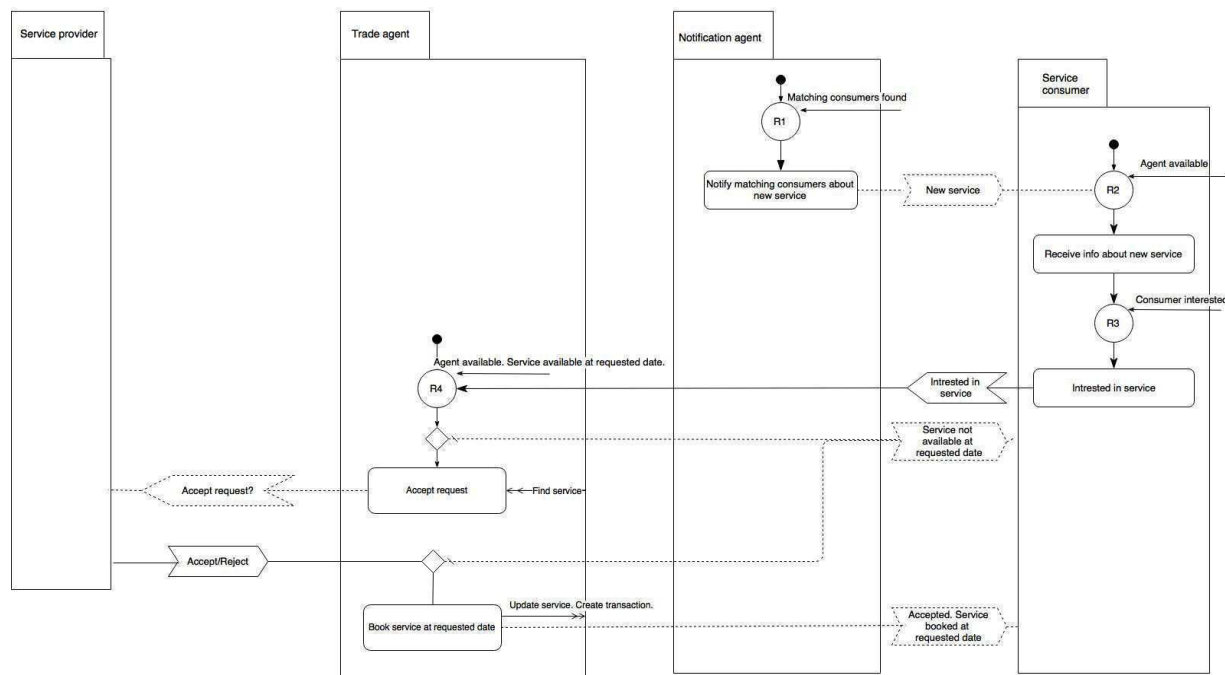 Service provider
Trade agent
Notification agent
Service
consumer
Matching consumers found
R1
Notify matching consumers about
new service
New service
Agent available
R2
Receive info about new service
Consumer interested
R3
Agent available. Service available at requested date.
R4
Intrested in
service
Intrested in service
Service not
available at
requested date
Accept request?
Accept request
Find service
Accept/Reject
Update service. Create transaction.
Book service at requested date
Accepted. Service
booked at
requested date